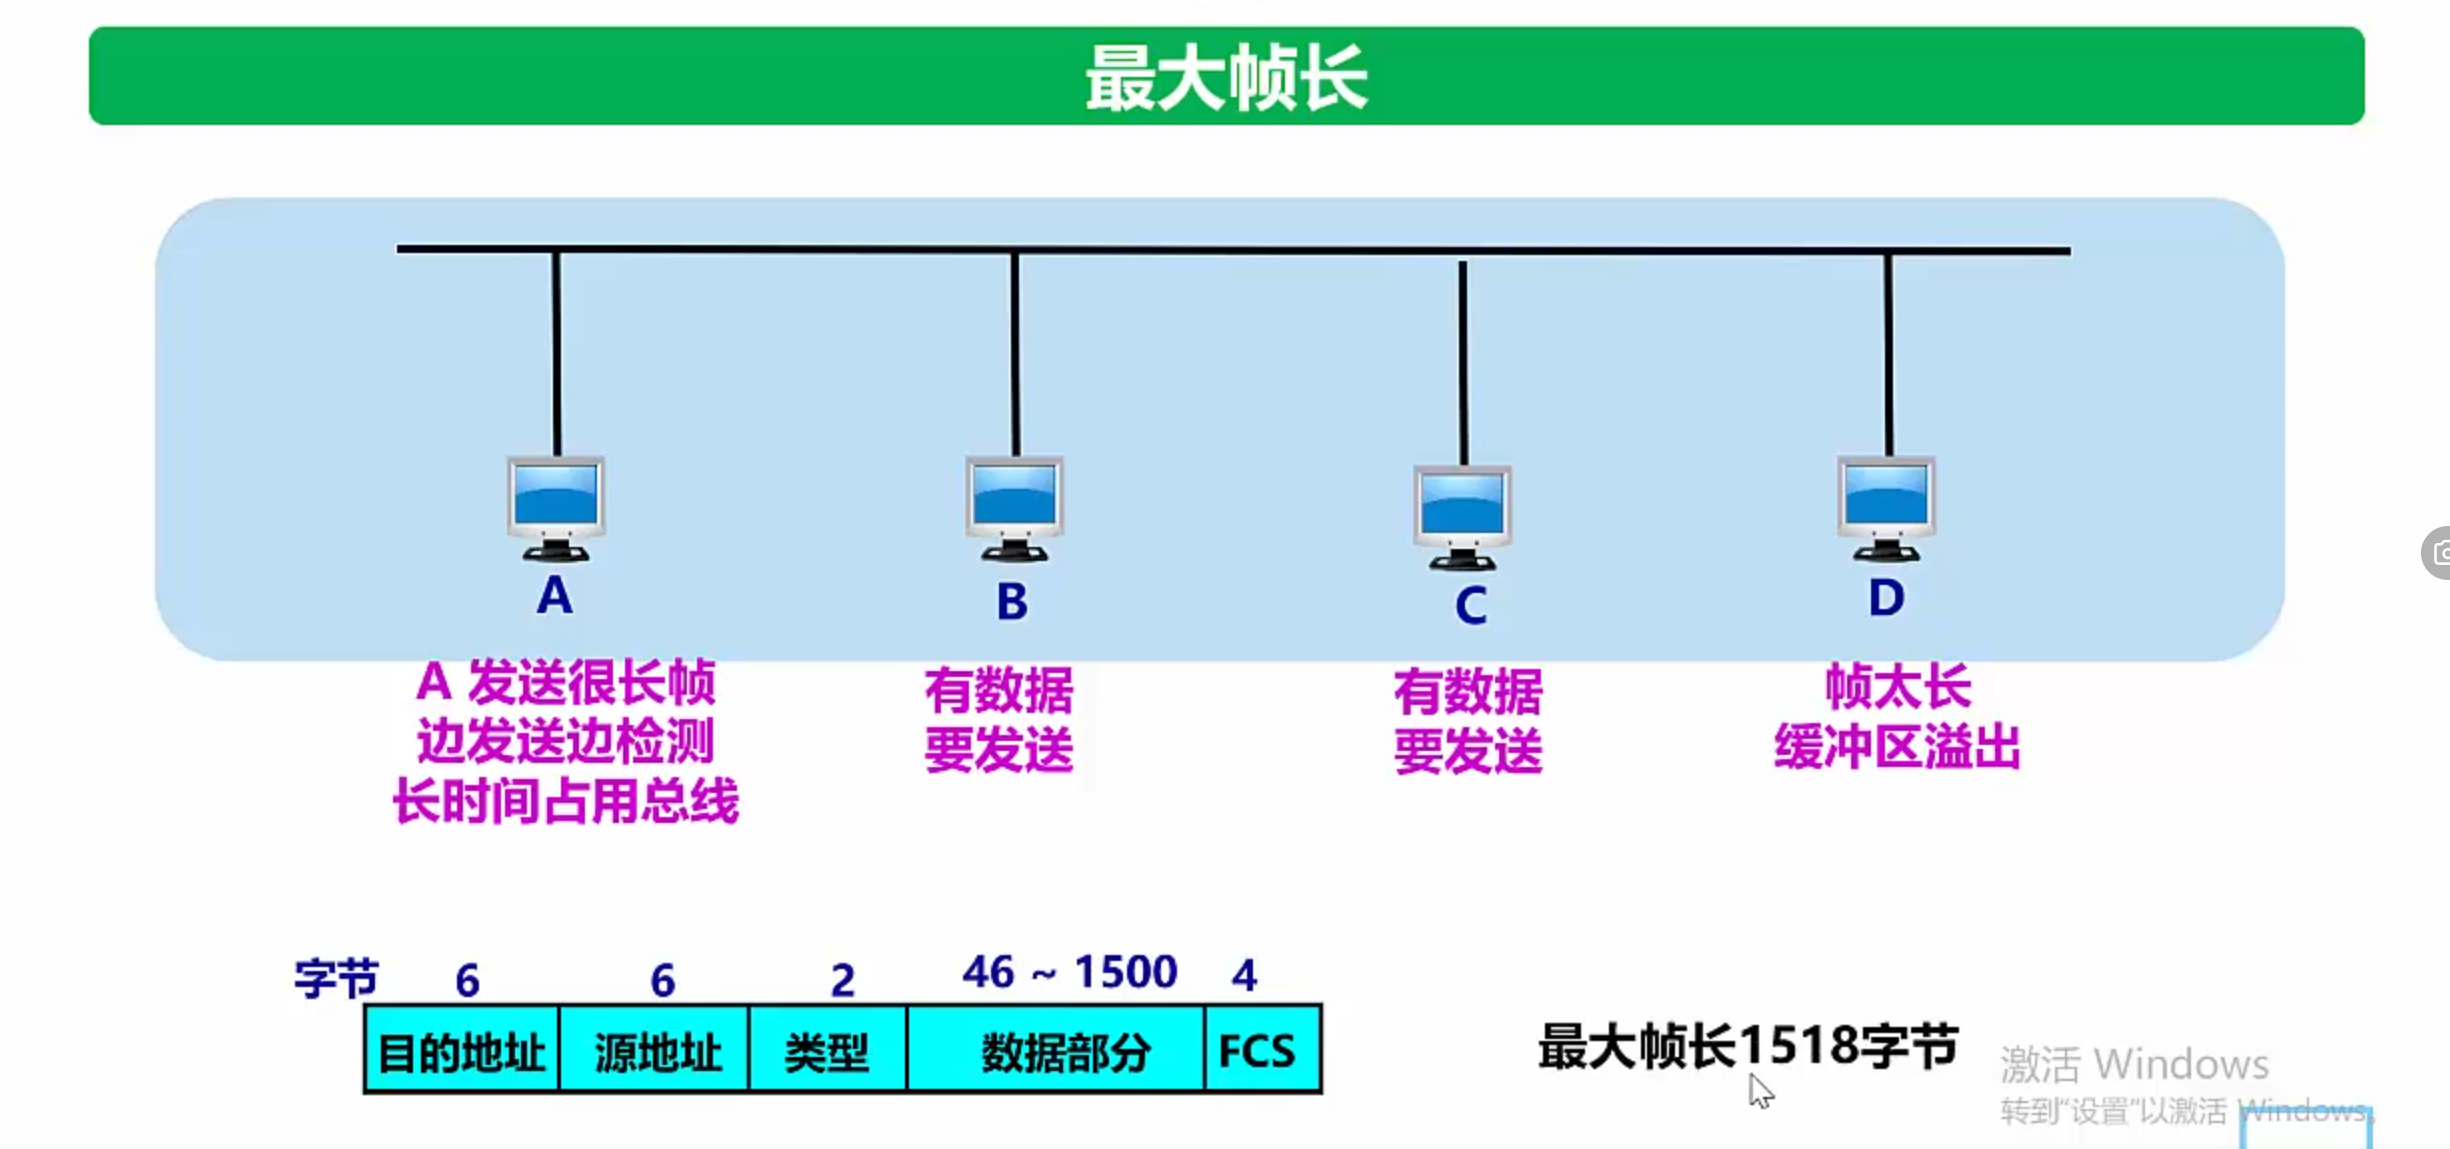 最大帧长
A
B
C
D
A 发送很长帧
边发送边检测
长时间占用总线
有数据
要发送
有数据
要发送
帧太长
缓冲区溢出
字节 6 6 2 46 ~ 1500 4
目的地址 源地址 类型 数据部分 FCS
最大帧长1518字节
激活 Windows
转到“设置”以激活 Windows。